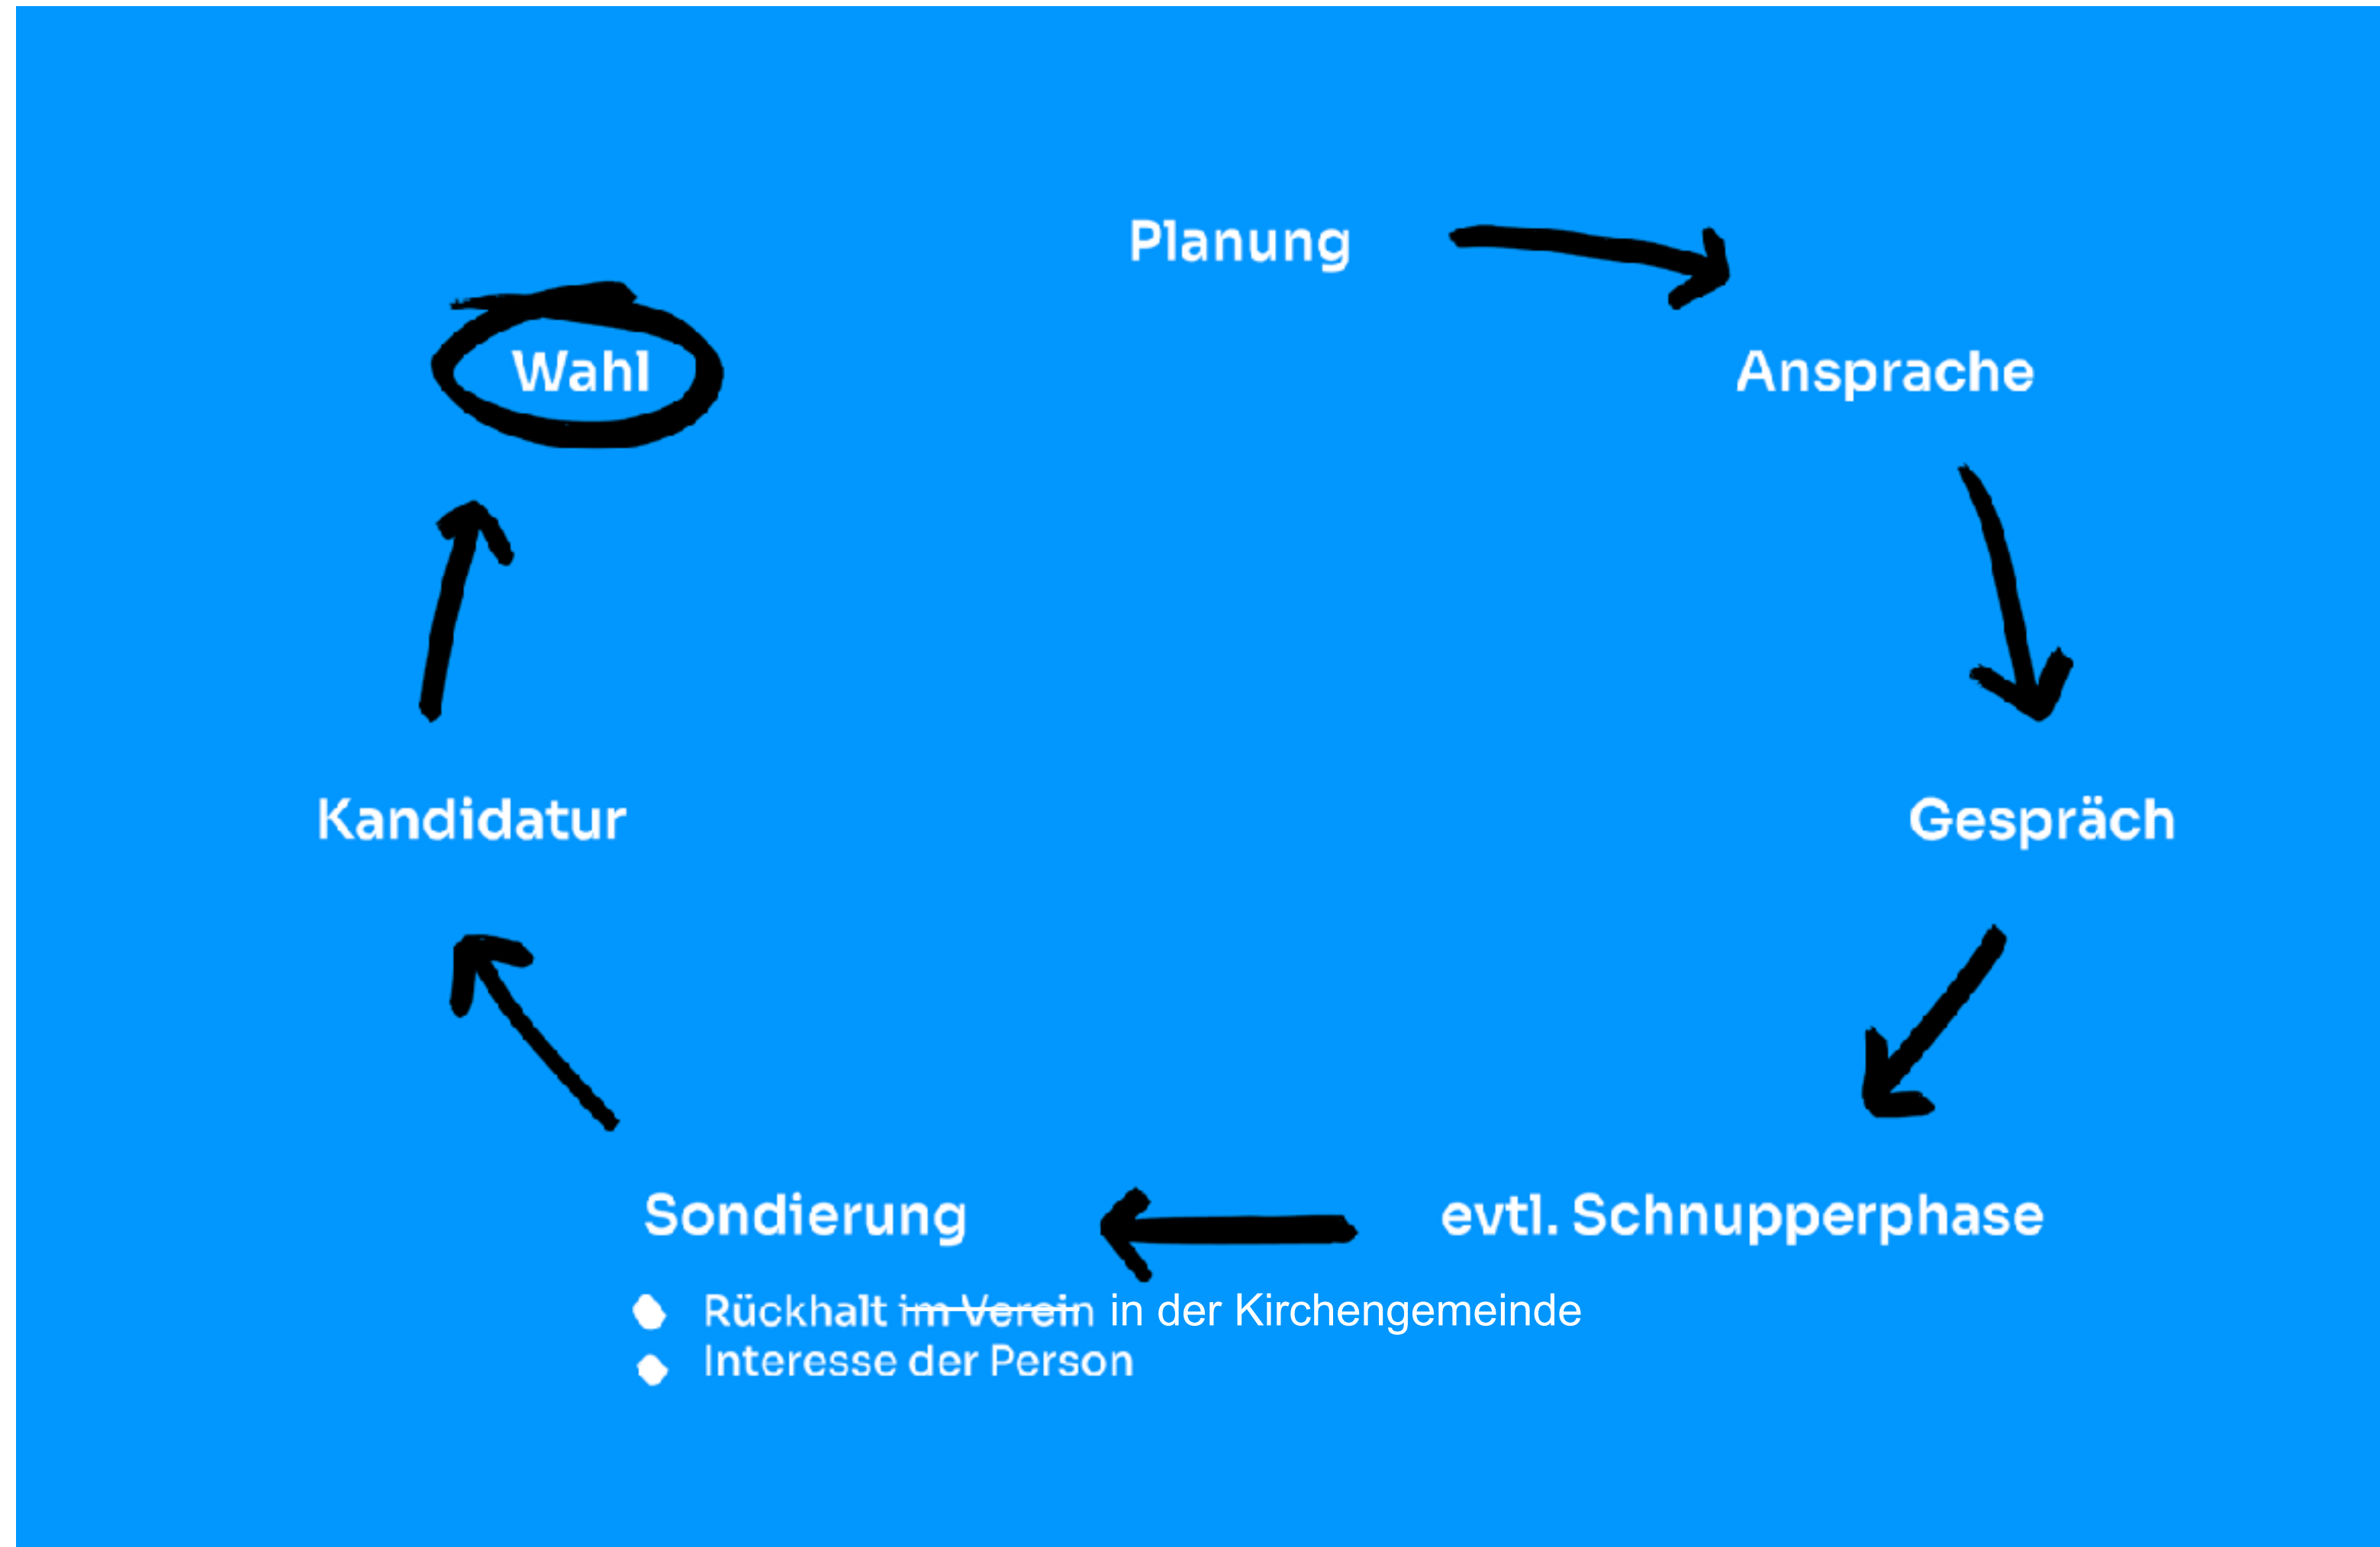 Planung
Wahl
Ansprache
Kandidatur
Gespräch
Sondierung
evtl. Schnupperphase
Rückhalt im Verein in der Kirchengemeinde
Interesse der Person